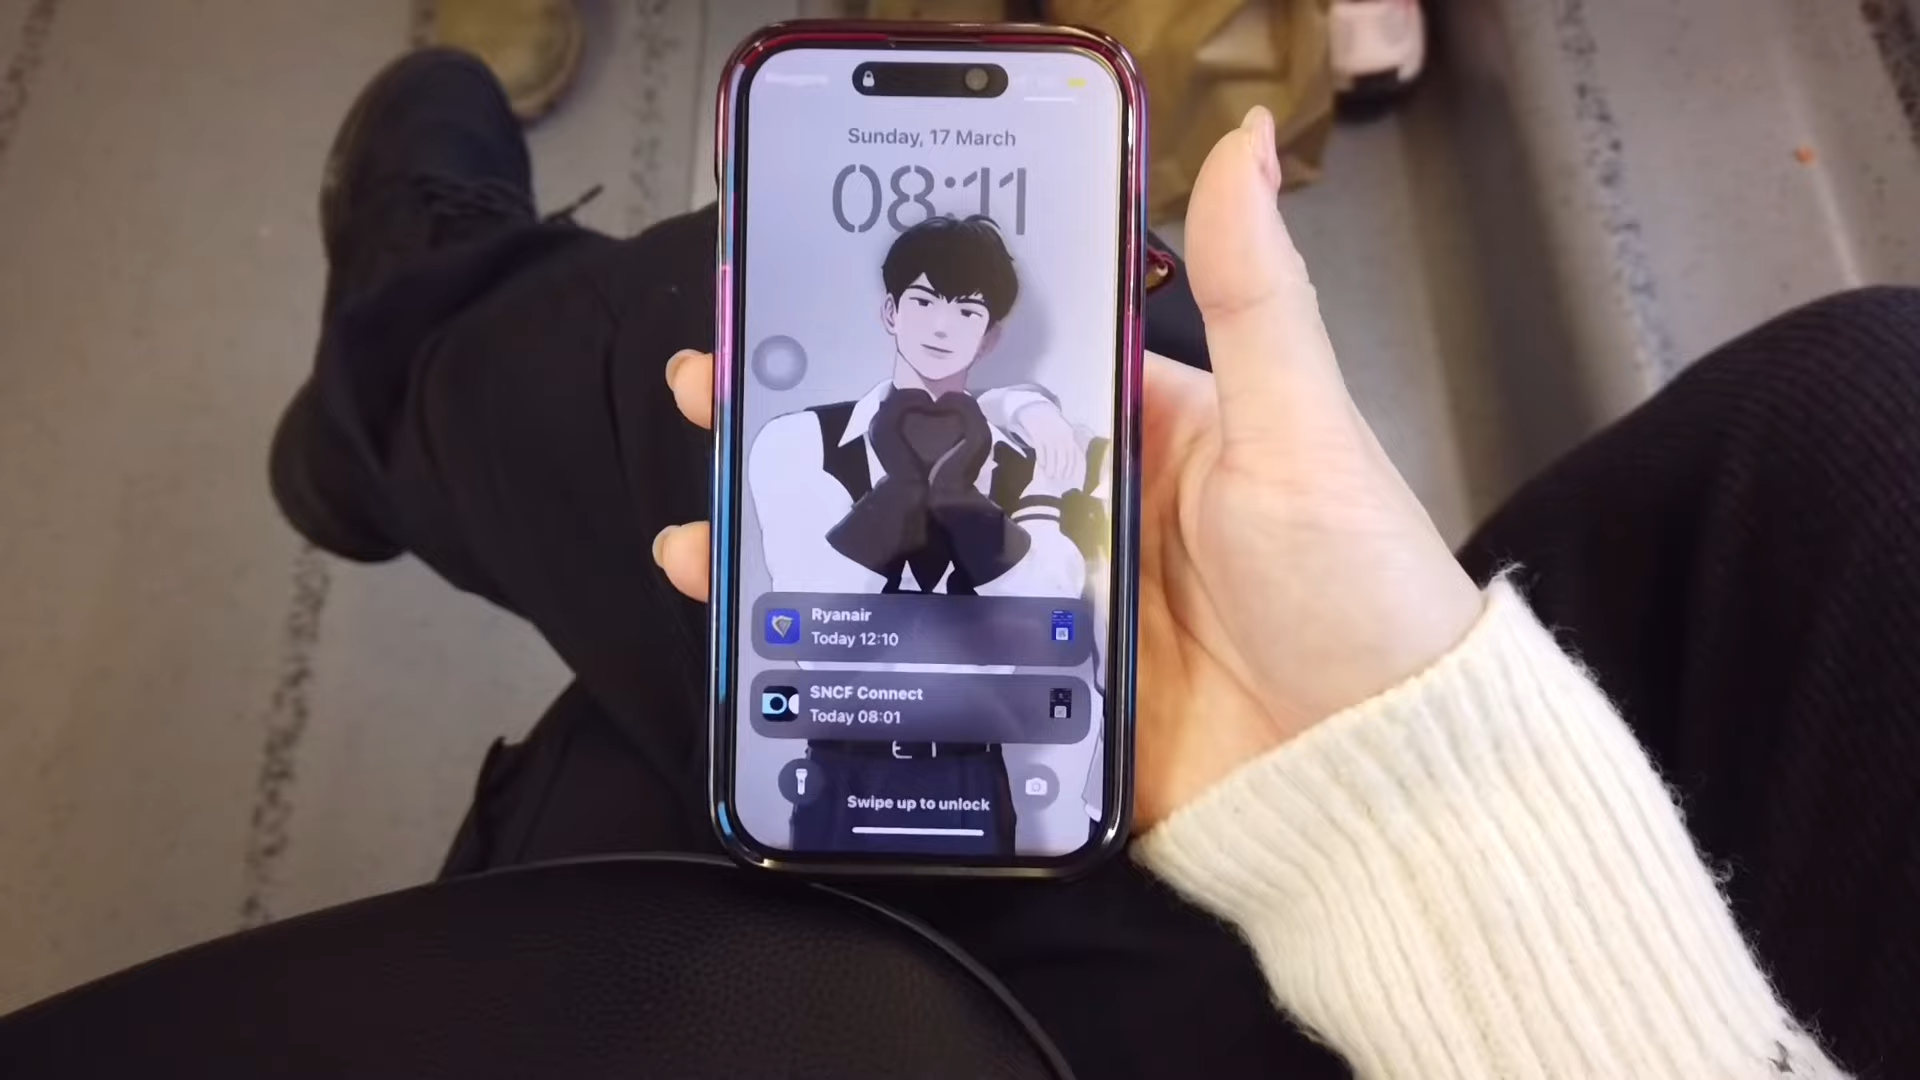 Sunday, 17 March
08:11
Ryanair
Today 12:10
SNCF Connect
Today 08:01
Swipe up to unlock